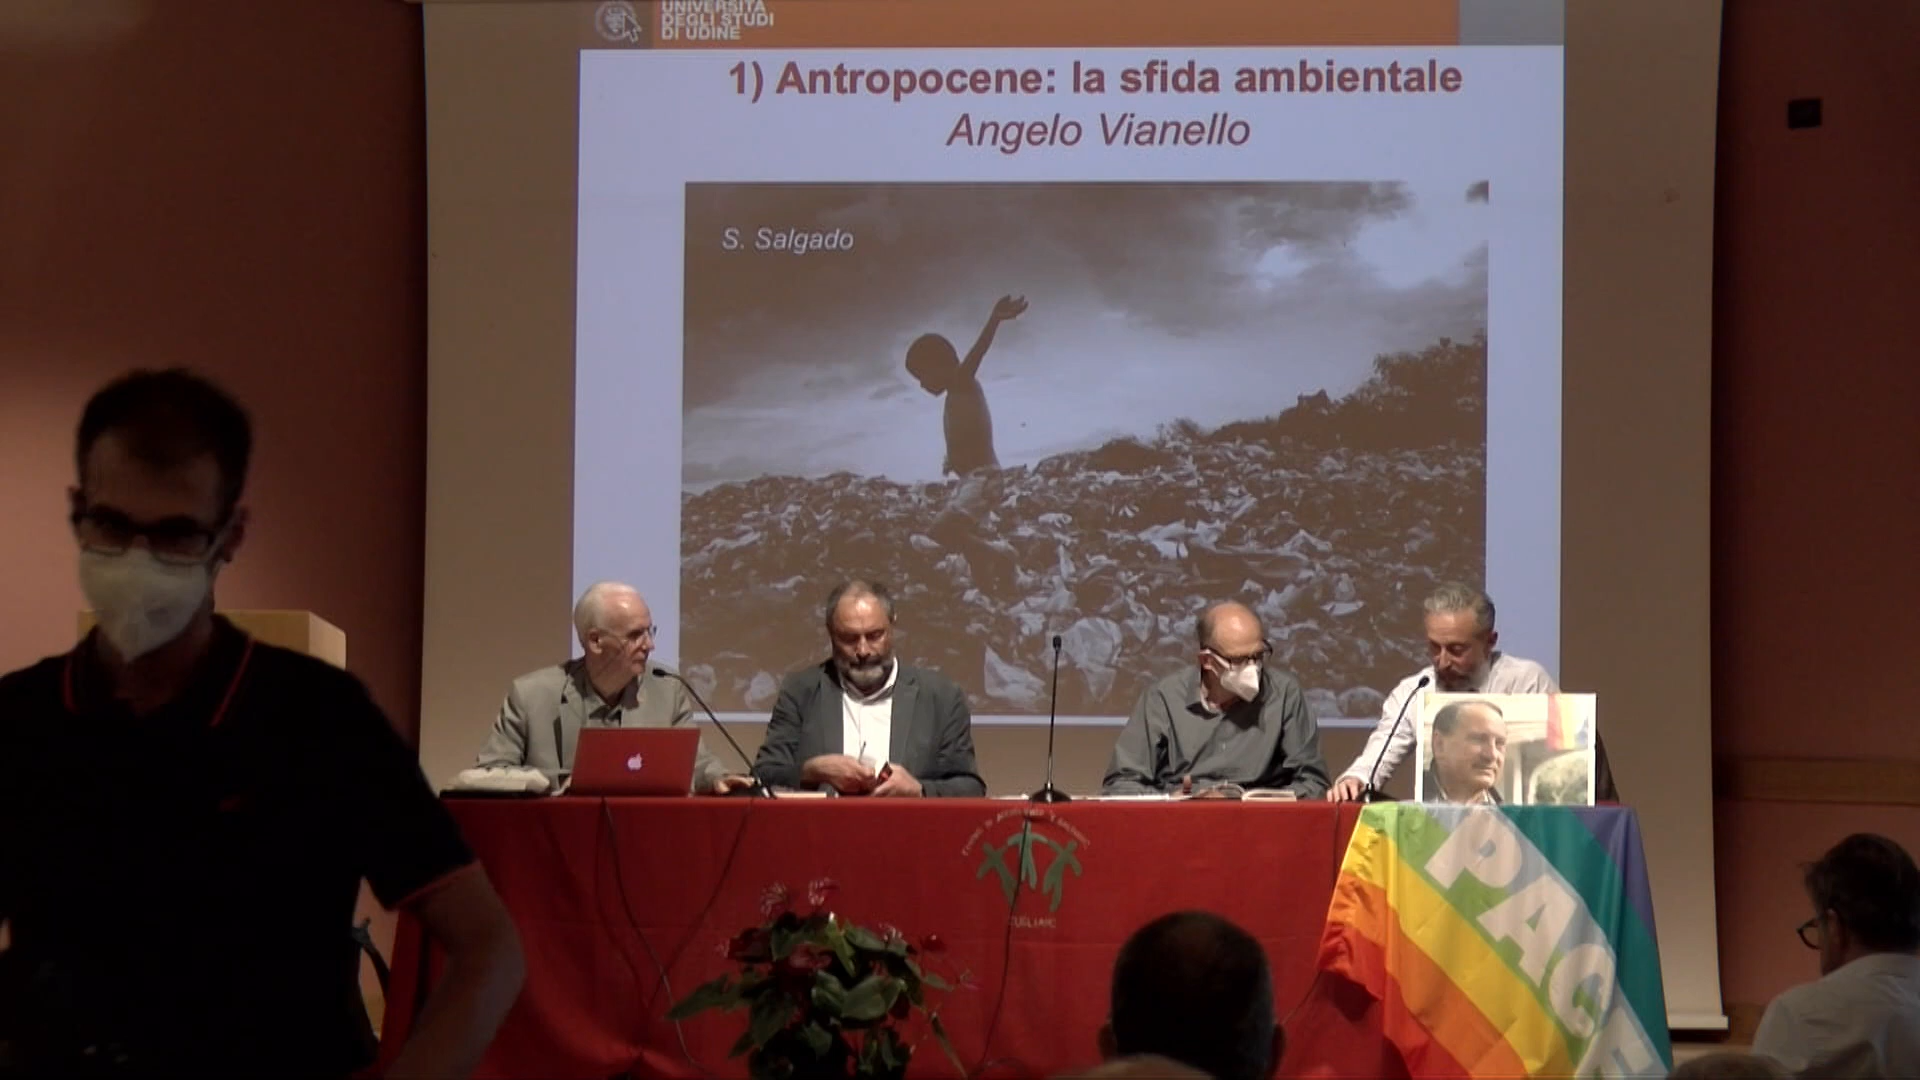 UNIVERSITÀ
DEGLI STUDI
DI UDINE
1) Antropocene: la sfida ambientale
Angelo Vianello
S. Salgado
PACE